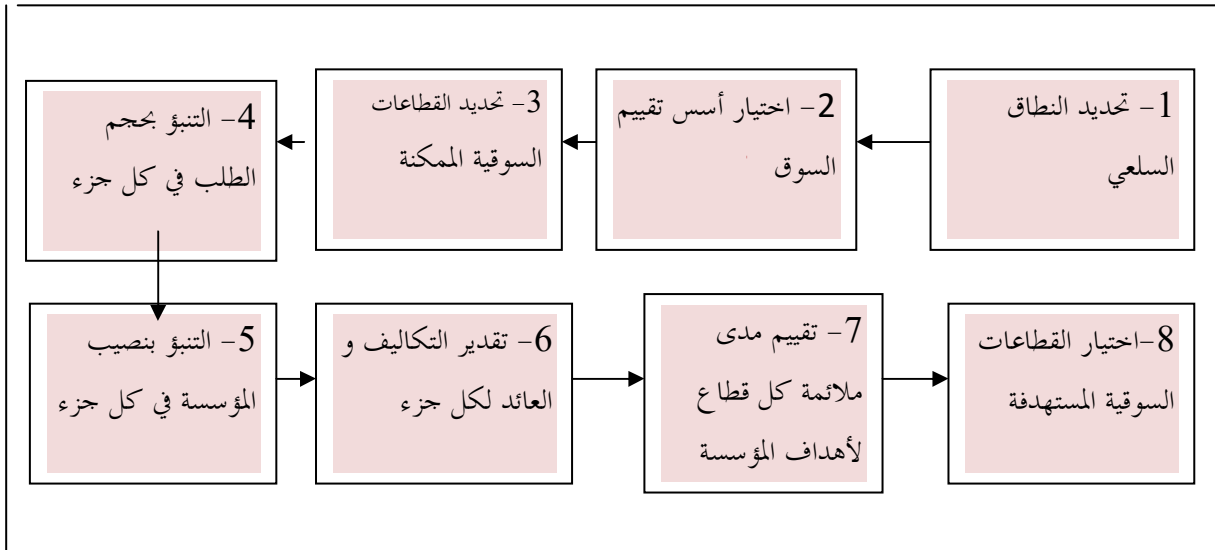 1- تحديد النطاق
السلعي
2- اختيار أسس تقييم
السوق
3- تحديد القطاعات
السوقية الممكنة
4- التنبؤ بحجم
الطلب في كل جزء
5- التنبؤ بنصيب
المؤسسة في كل جزء
6- تقدير التكاليف و
العائد لكل جزء
7- تقييم مدى
ملائمة كل قطاع
لأهداف المؤسسة
8-اختيار القطاعات
السوقية المستهدفة